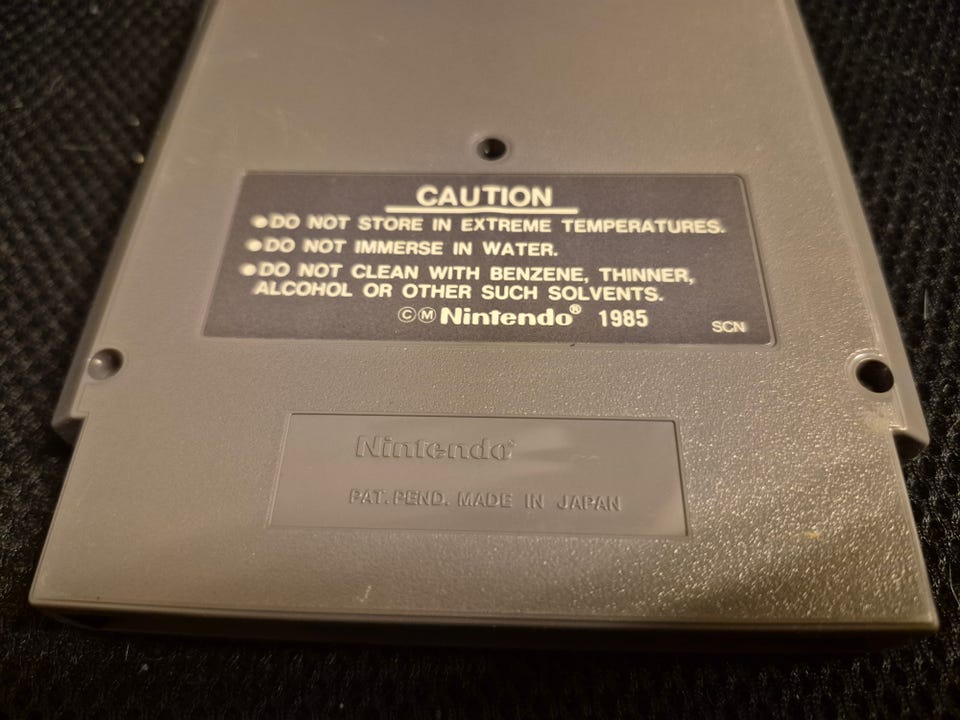 CAUTION
●DO NOT STORE IN EXTREME TEMPERATURES.
●DO NOT IMMERSE IN WATER.
●DO NOT CLEAN WITH BENZENE, THINNER,
ALCOHOL OR OTHER SUCH SOLVENTS.
ⒸⓂNintendo® 1985
SCN
Nintendo®
PAT. PEND. MADE IN JAPAN